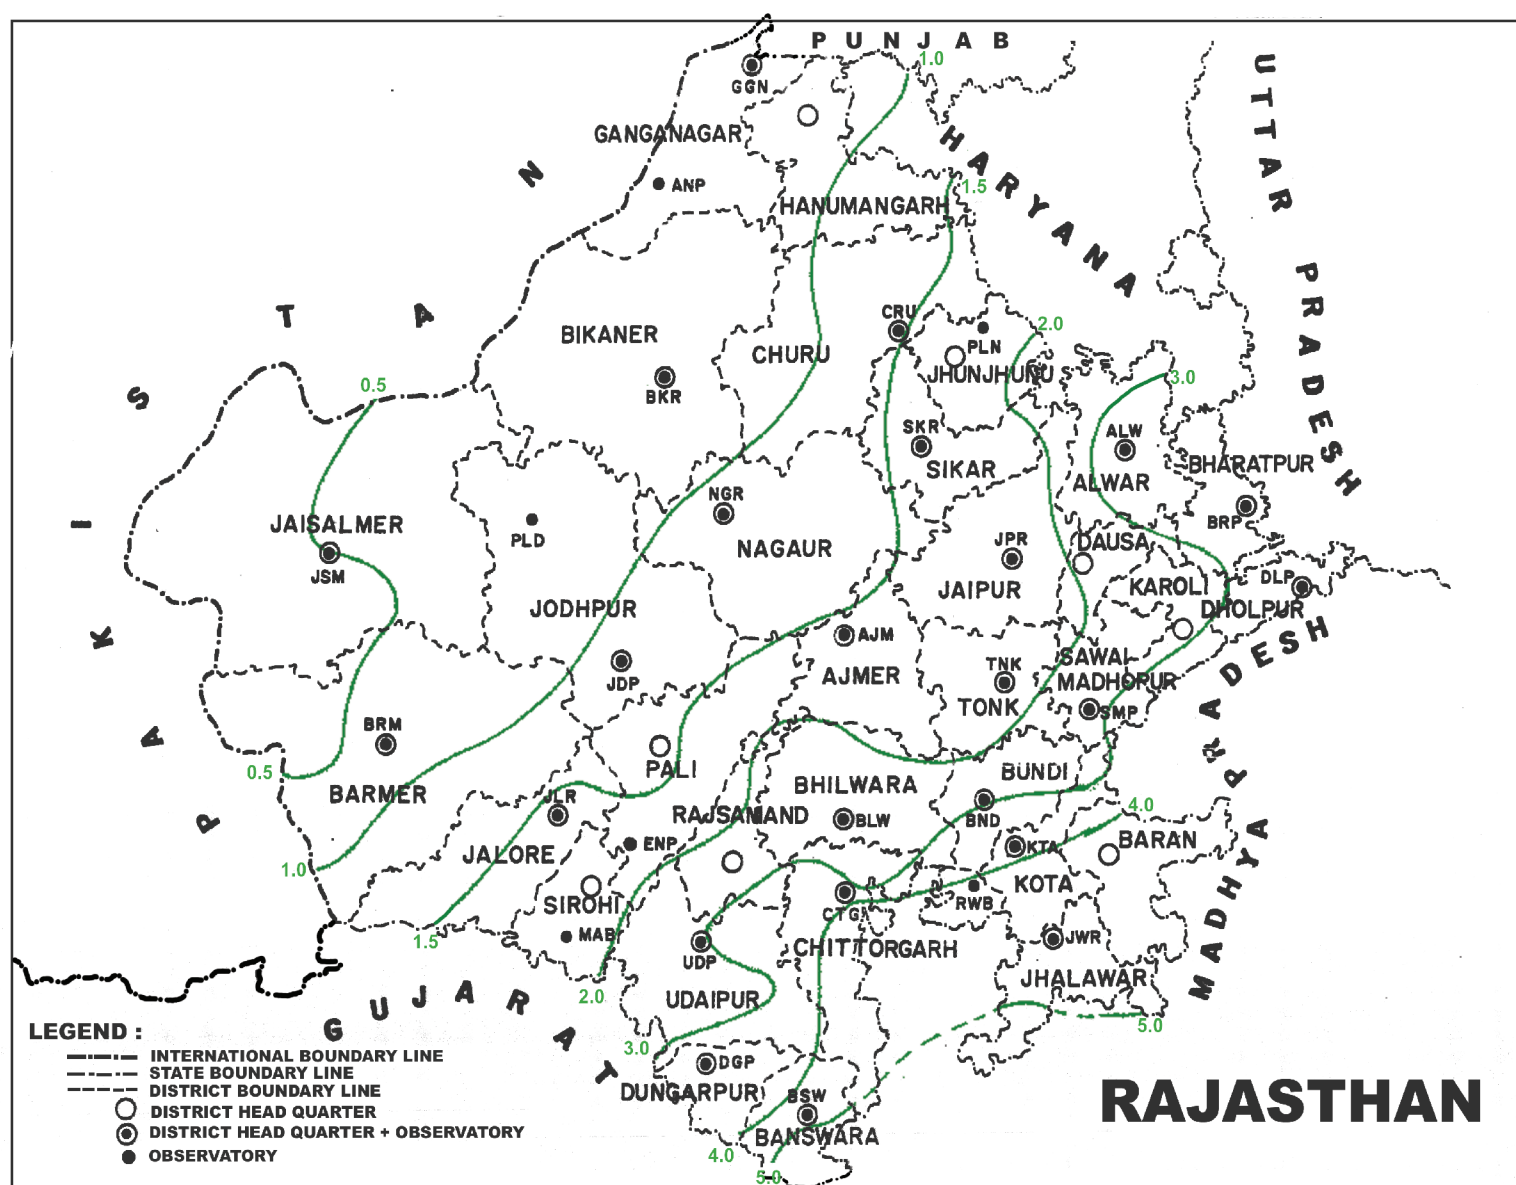 PUNJAB
1.0
GGN
GANGANAGAR
HARYANA
UTTAR PRADESH
PAKISTAN
ANP
1.5
HANUMANGARH
CRU
2.0
BIKANER
PLN
CHURU
JHUNJHUNU
3.0
0.5
BKR
SKR
ALW
SIKAR
BHARATPUR
ALWAR
NGR
BRP
JAISALMER
PLD
NAGAUR
JPR
DAUSA
JSM
JAIPUR
KAROLI
DLP
JODHPUR
DHOLPUR
AJM
SAWAI
MADHOPUR
JDP
AJMER
TNK
TONK
SMP
BRM
MADHYA PRADESH
0.5
PALI
BUNDI
BARMER
BHILWARA
JLR
RAJSAMAND
BLW
BND
4.0
ENP
KTA
BARAN
JALORE
1.0
KOTA
SIROHI
CTG
RWB
1.5
MAB
UDP
CHITTORGARH
JWR
JHALAWAR
2.0
UDAIPUR
GUJARAT
5.0
3.0
DGP
DUNGARPUR
BSW
BANSWARA
4.0
5.0
LEGEND :
INTERNATIONAL BOUNDARY LINE
STATE BOUNDARY LINE
DISTRICT BOUNDARY LINE
DISTRICT HEAD QUARTER
DISTRICT HEAD QUARTER + OBSERVATORY
OBSERVATORY
RAJASTHAN